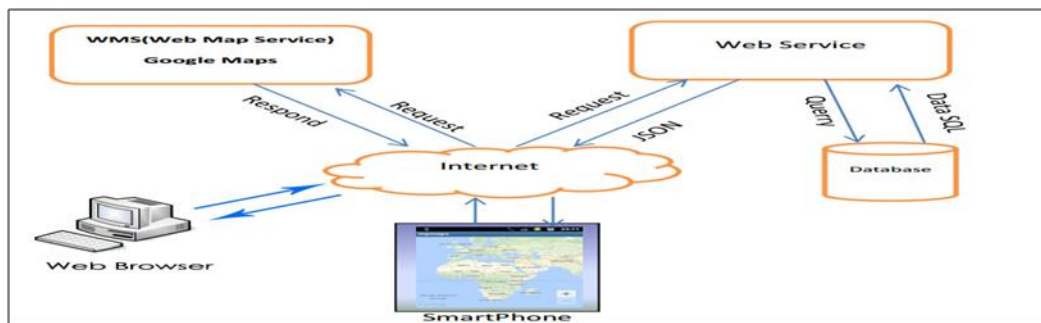 WMS(Web Map Service)
Google Maps
Web Service
Respond
Request
Request
JSON
Querry
Data SQL
Internet
Database
Web Browser
SmartPhone